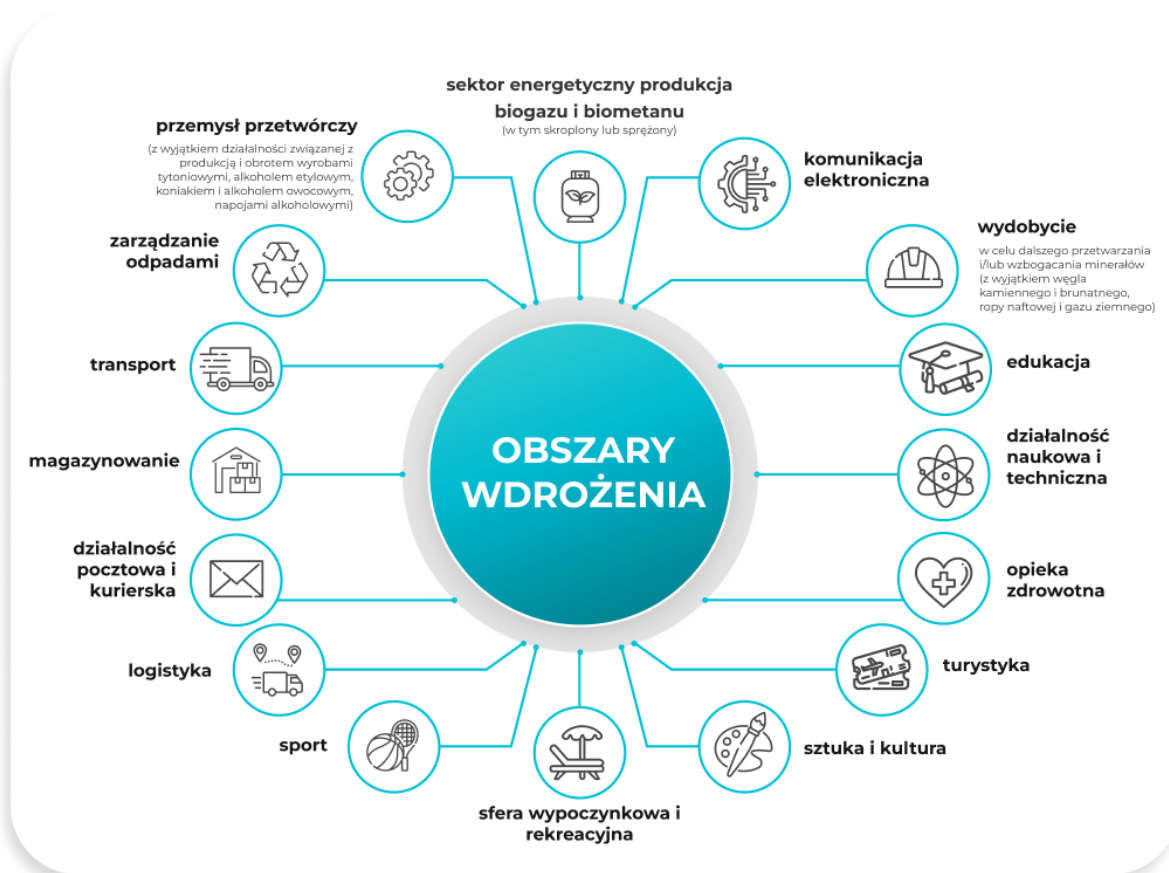 sektor energetyczny produkcja
biogazu i biometanu
(w tym skroplony lub sprężony)
przemysł przetwórczy
(z wyjątkiem działalności związanej z
produkcją i obrotem wyrobami
tytoniowymi, alkoholem etylowym,
koniakiem i alkoholem owocowym,
napojami alkoholowymi)
komunikacja
elektroniczna
zarządzanie
odpadami
wydobycie
w celu dalszego przetwarzania
i/lub wzbogacania minerałów
(z wyjątkiem węgla
kamiennego i brunatnego,
ropy naftowej i gazu ziemnego)
transport
edukacja
magazynowanie
OBSZARY
WDROŻENIA
działalność
naukowa i
techniczna
działalność
pocztowa i
kurierska
opieka
zdrowotna
logistyka
turystyka
sport
sztuka i kultura
sfera wypoczynkowa i
rekreacyjna